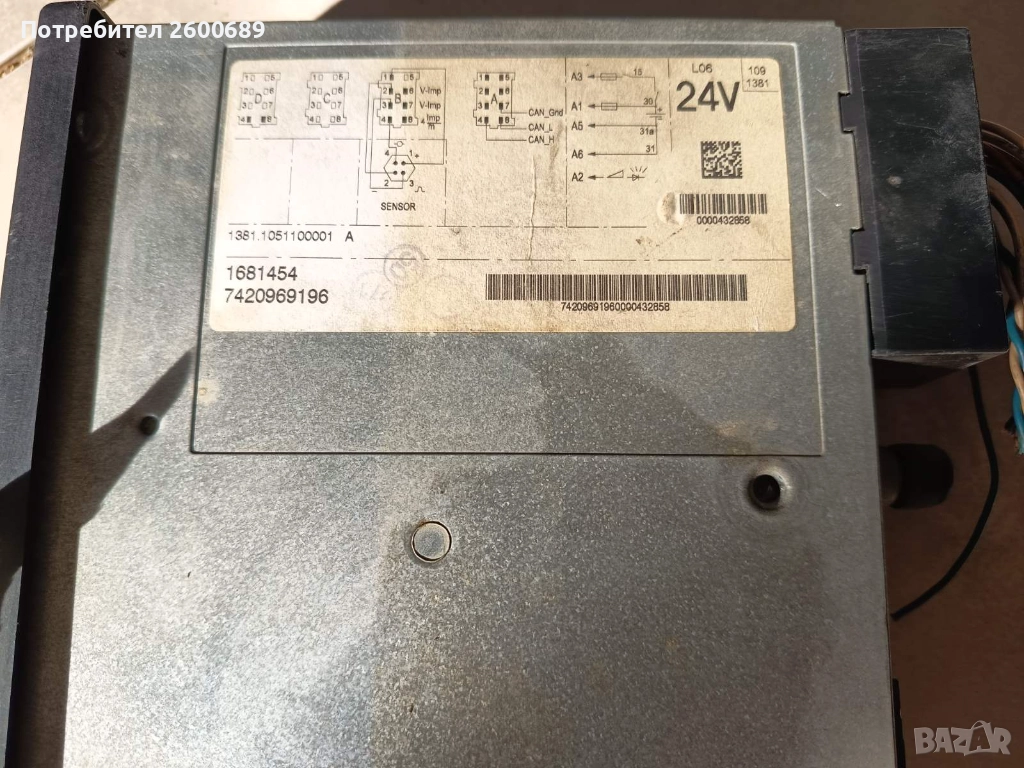 Потребител 2600689
L06
109
1381
24V
V-Imp
V-Imp
Imp
m
D
C
B
A
CAN_Gnd
CAN_L
CAN_H
A3
15
A1
30
A5
31a
A6
31
A2
SENSOR
0000432858
1381.1051100001 A
1681454
7420969196
74209691960000432858
BAZAR